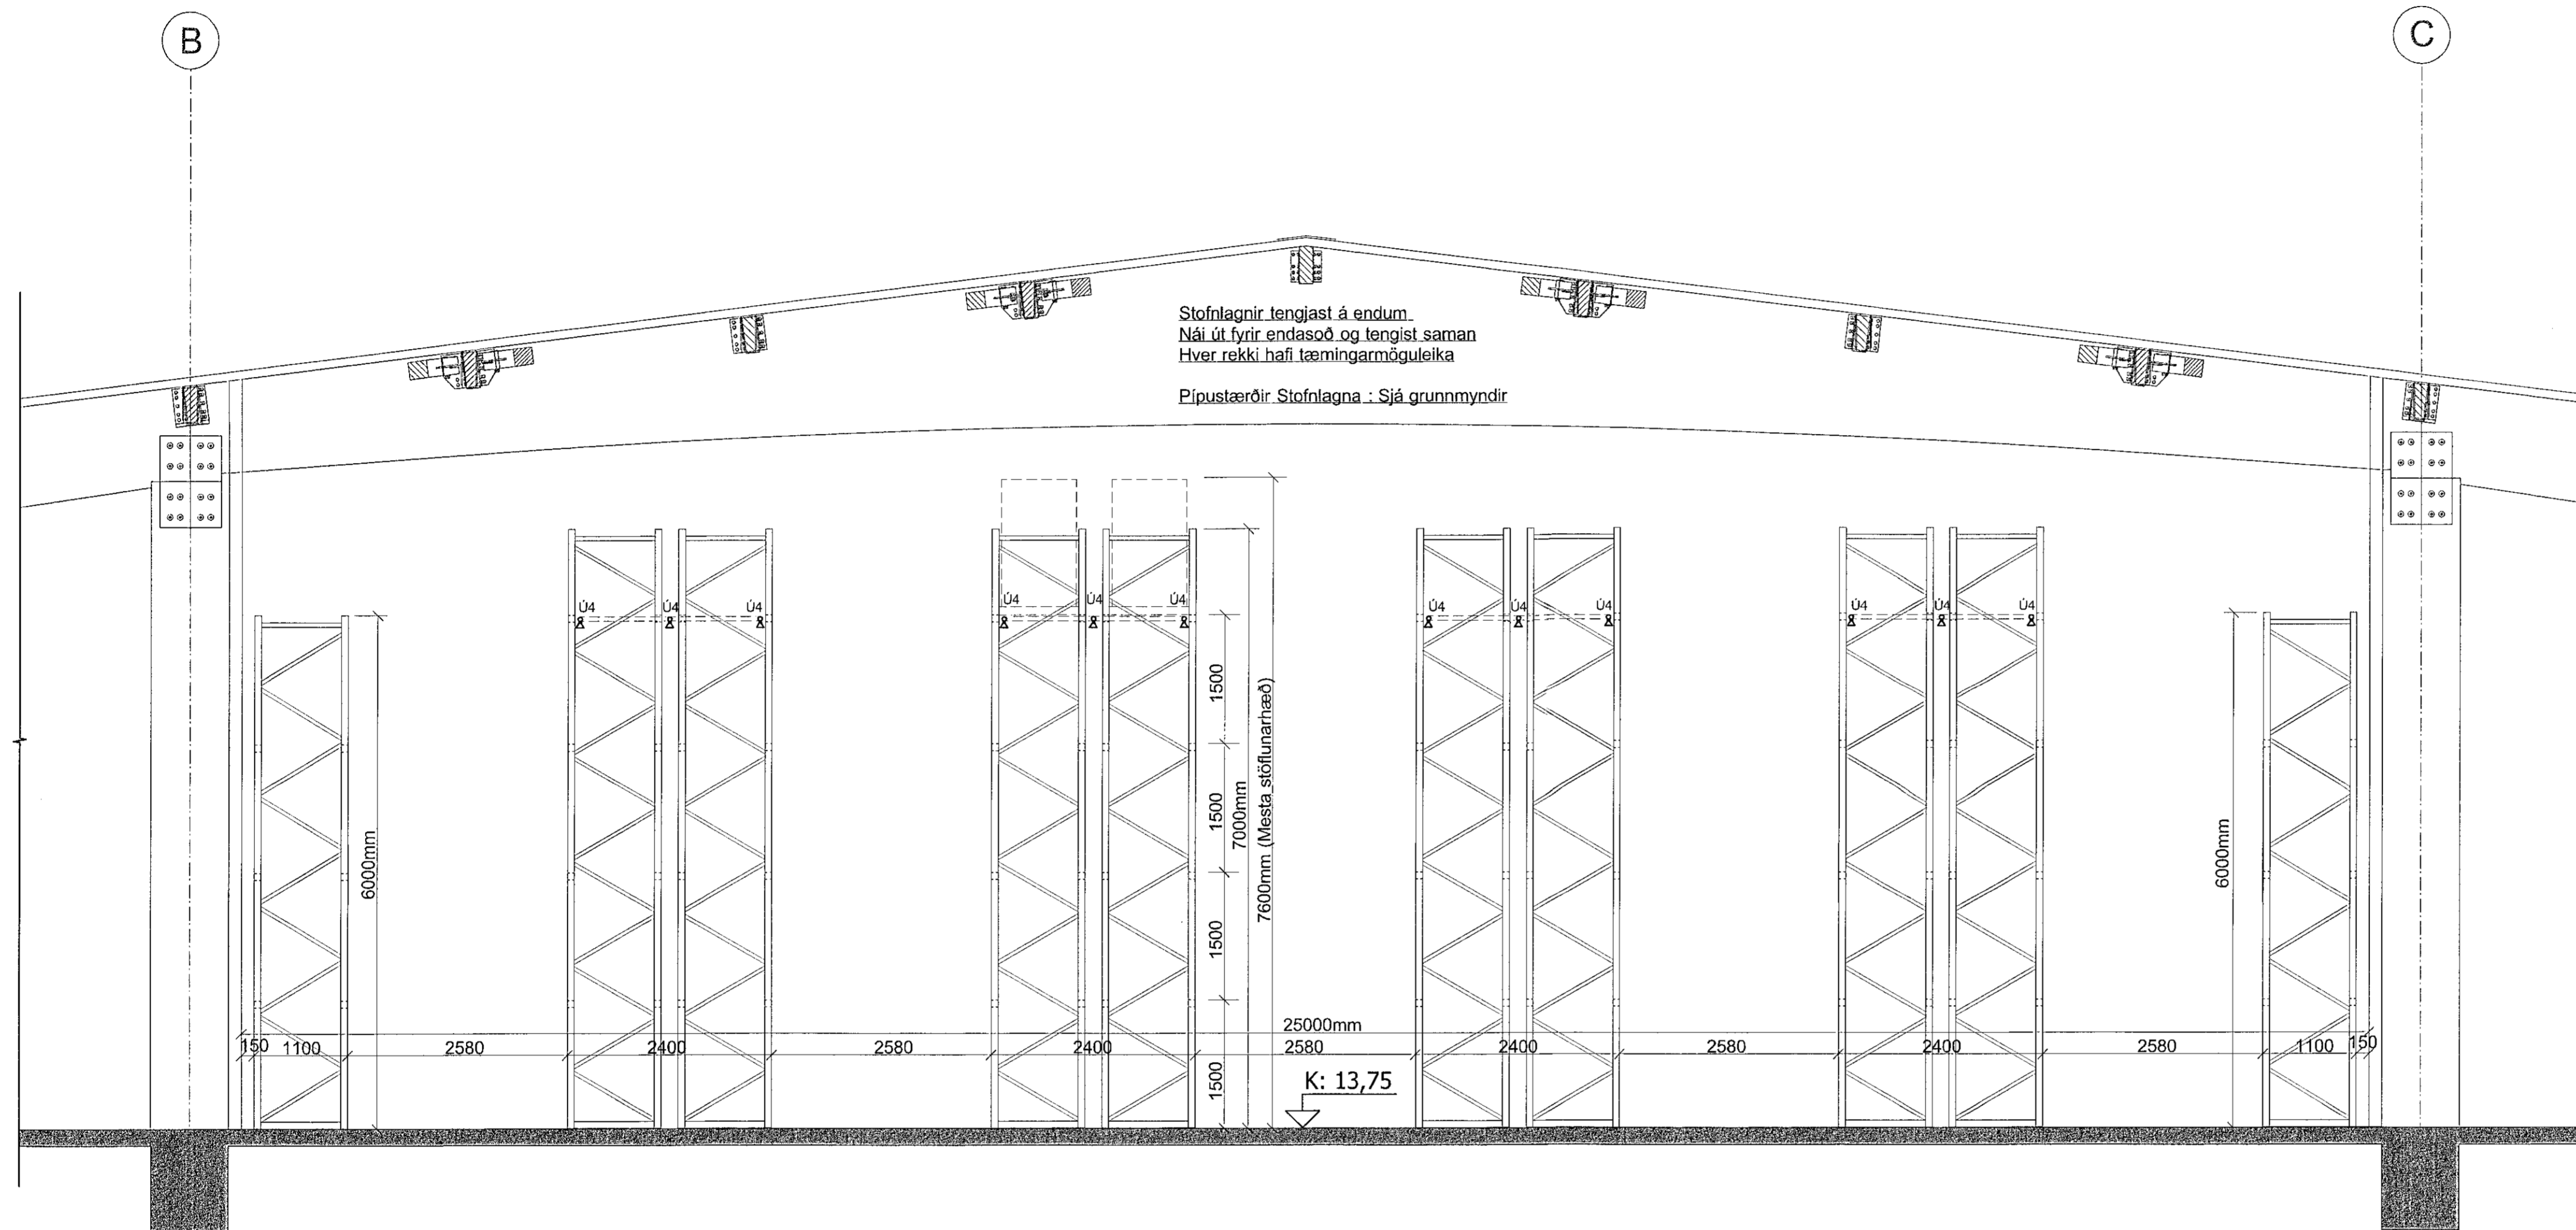 B
C
Stofnlagnir tengjast á endum
Nái út fyrir endasoð og tengist saman
Hver rekki hafi tæmingarmöguleika
Pípustærðir Stofnlagna : Sjá grunnmyndir
Ú4 Ú4 Ú4 Ú4 Ú4 Ú4 Ú4 Ú4 Ú4 Ú4 Ú4 Ú4
6000mm
1500
1500
1500
1500
7000mm
7600mm (Mesta stöflunarhæð)
6000mm
25000mm
150 1100 2580 2400 2580 2400 2580 2400 2580 2400 2580 1100 150
K: 13,75